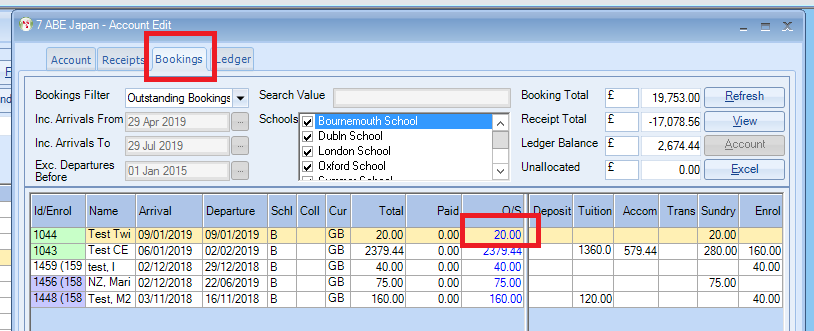 7 ABE Japan - Account Edit
Account Receipts Bookings Ledger
Bookings Filter Outstanding Bookings Search Value Booking Total £ 19,753.00 Refresh
Inc. Arrivals From 29 Apr 2019 ... Schools Bournemouth School Receipt Total £ -17,078.56 View
Dubln School
Inc. Arrivals To 29 Jul 2019 ... London School Ledger Balance £ 2,674.44 Account
Exc. Departures Before 01 Jan 2015 ... Oxford School Unallocated £ 0.00 Excel
Id/Enrol Name Arrival Departure Schl Coll Cur Total Paid O/S Deposit Tuition Accom Trans Sundry Enrol
1044 Test Twi 09/01/2019 09/01/2019 B GB 20.00 0.00 20.00 20.00
1043 Test CE 06/01/2019 02/02/2019 B GB 2379.44 0.00 2379.44 1360.0 579.44 280.00 160.00
1459 (158 test, I 02/12/2018 29/12/2018 B GB 40.00 0.00 40.00 40.00
1456 (158 NZ, Mari 02/12/2018 22/06/2019 B GB 75.00 0.00 75.00 75.00
1448 (158 Test, M2 03/11/2018 16/11/2018 B GB 160.00 0.00 160.00 120.00 40.00